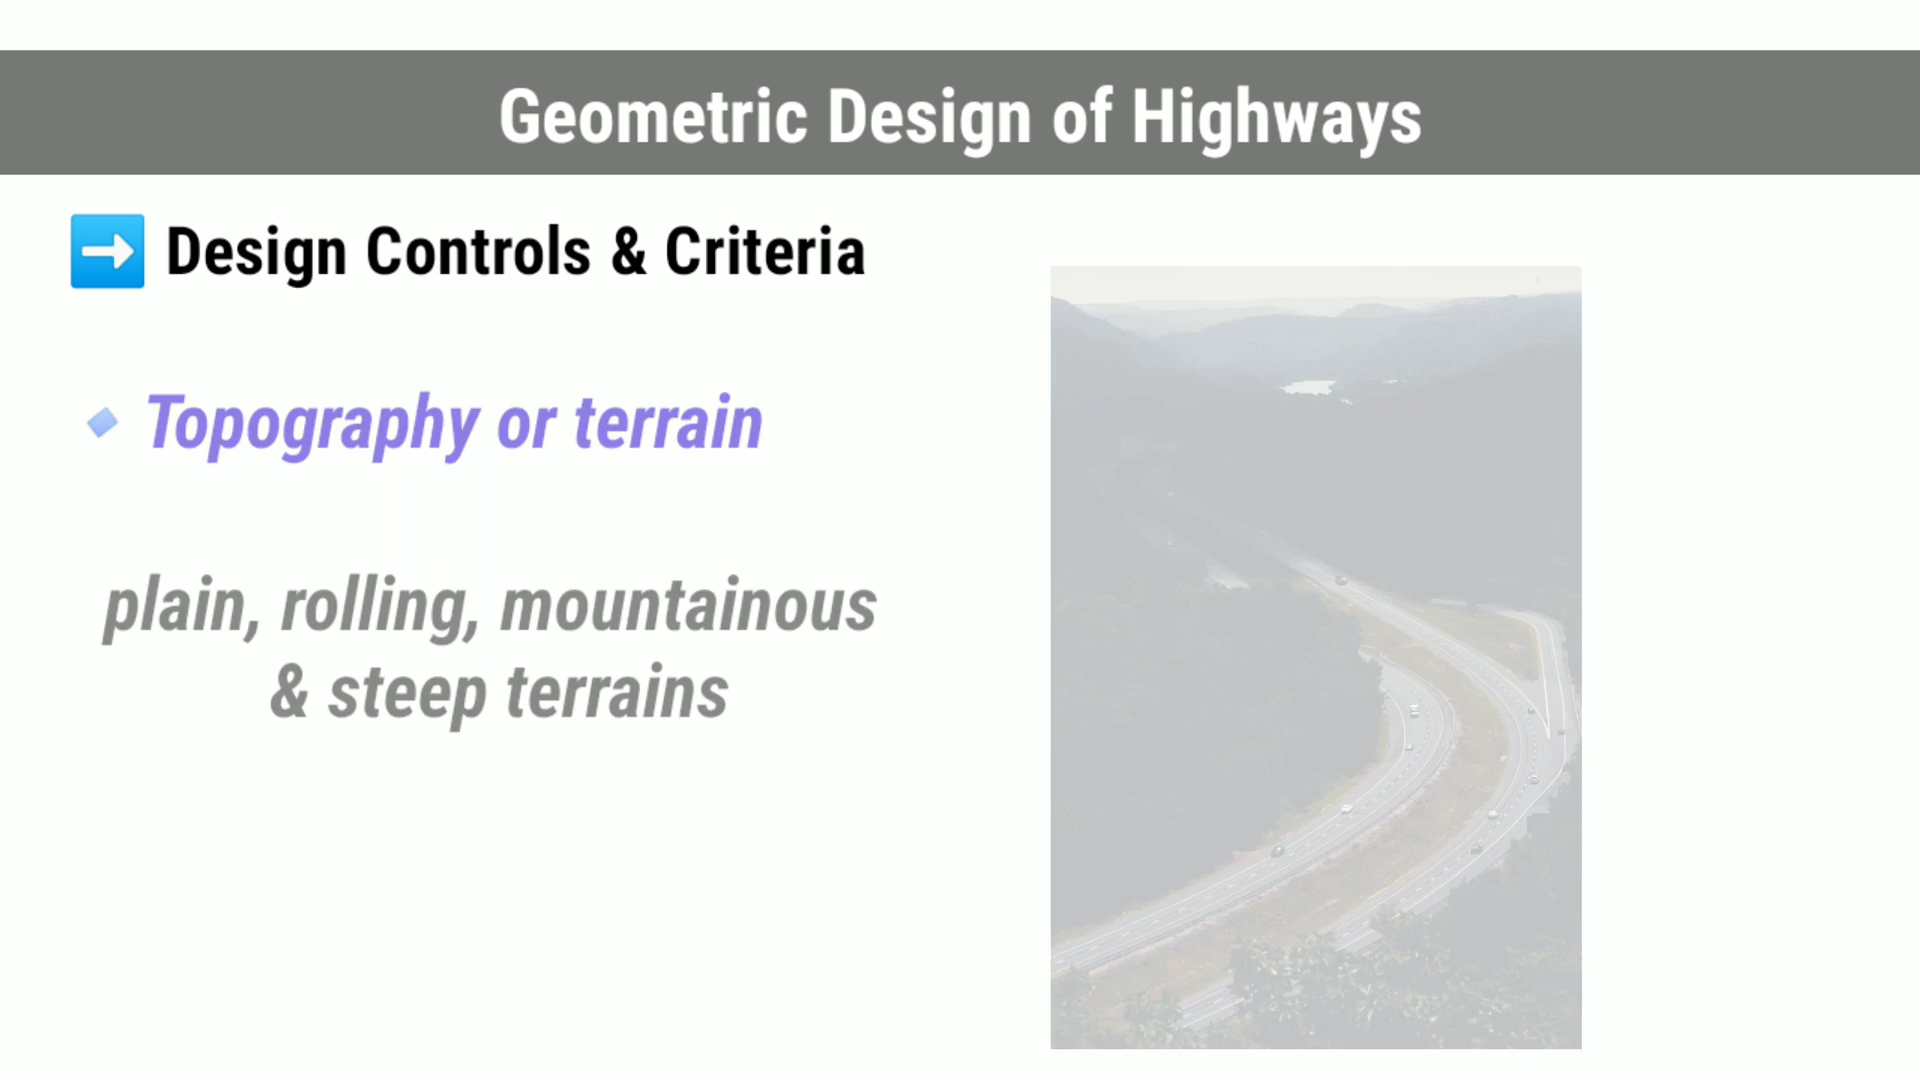 Geometric Design of Highways
➡️ Design Controls & Criteria
🔹 Topography or terrain
plain, rolling, mountainous
& steep terrains